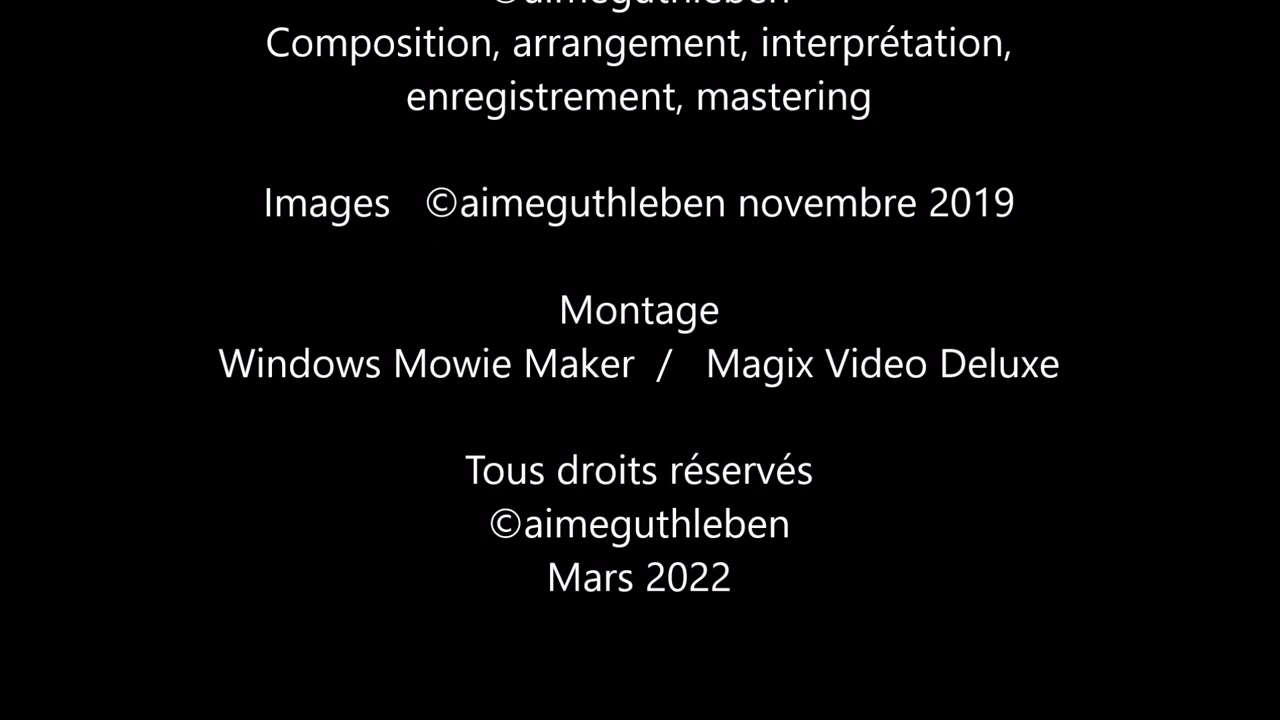 ©aimeguthleben
Composition, arrangement, interprétation,
enregistrement, mastering
Images ©aimeguthleben novembre 2019
Montage
Windows Mowie Maker / Magix Video Deluxe
Tous droits réservés
©aimeguthleben
Mars 2022